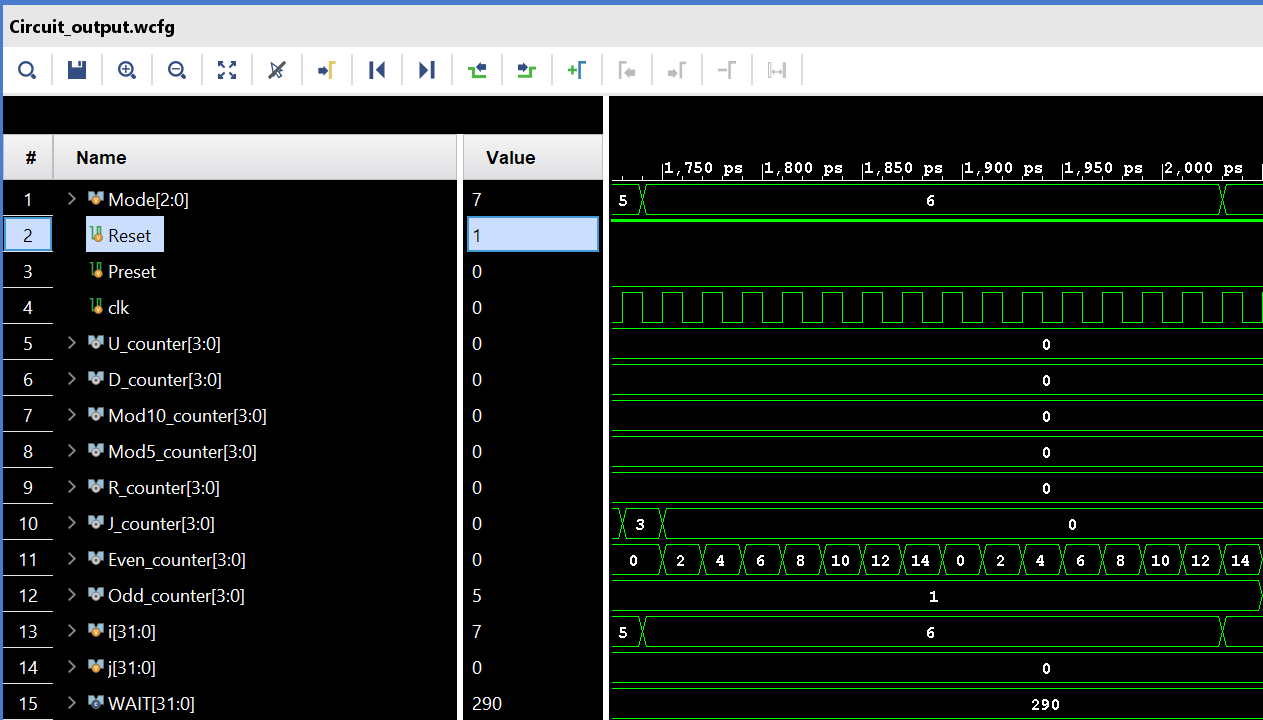 Circuit_output.wcfg
# Name Value
1,750 ps 1,800 ps 1,850 ps 1,900 ps 1,950 ps 2,000 ps
1 Mode[2:0] 7 5 6
2 Reset 1
3 Preset 0
4 clk 0
5 U_counter[3:0] 0 0
6 D_counter[3:0] 0 0
7 Mod10_counter[3:0] 0 0
8 Mod5_counter[3:0] 0 0
9 R_counter[3:0] 0 0
10 J_counter[3:0] 0 3 0
11 Even_counter[3:0] 0 0 2 4 6 8 10 12 14 0 2 4 6 8 10 12 14
12 Odd_counter[3:0] 5 1
13 i[31:0] 7 5 6
14 j[31:0] 0 0
15 WAIT[31:0] 290 290